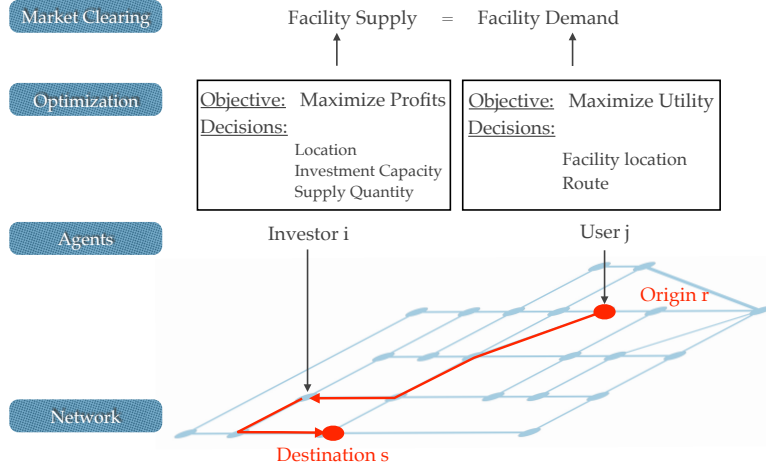 Market Clearing
Facility Supply = Facility Demand
Optimization
Objective: Maximize Profits
Decisions:
Location
Investment Capacity
Supply Quantity
Objective: Maximize Utility
Decisions:
Facility location
Route
Agents
Investor i
User j
Origin r
Network
Destination s